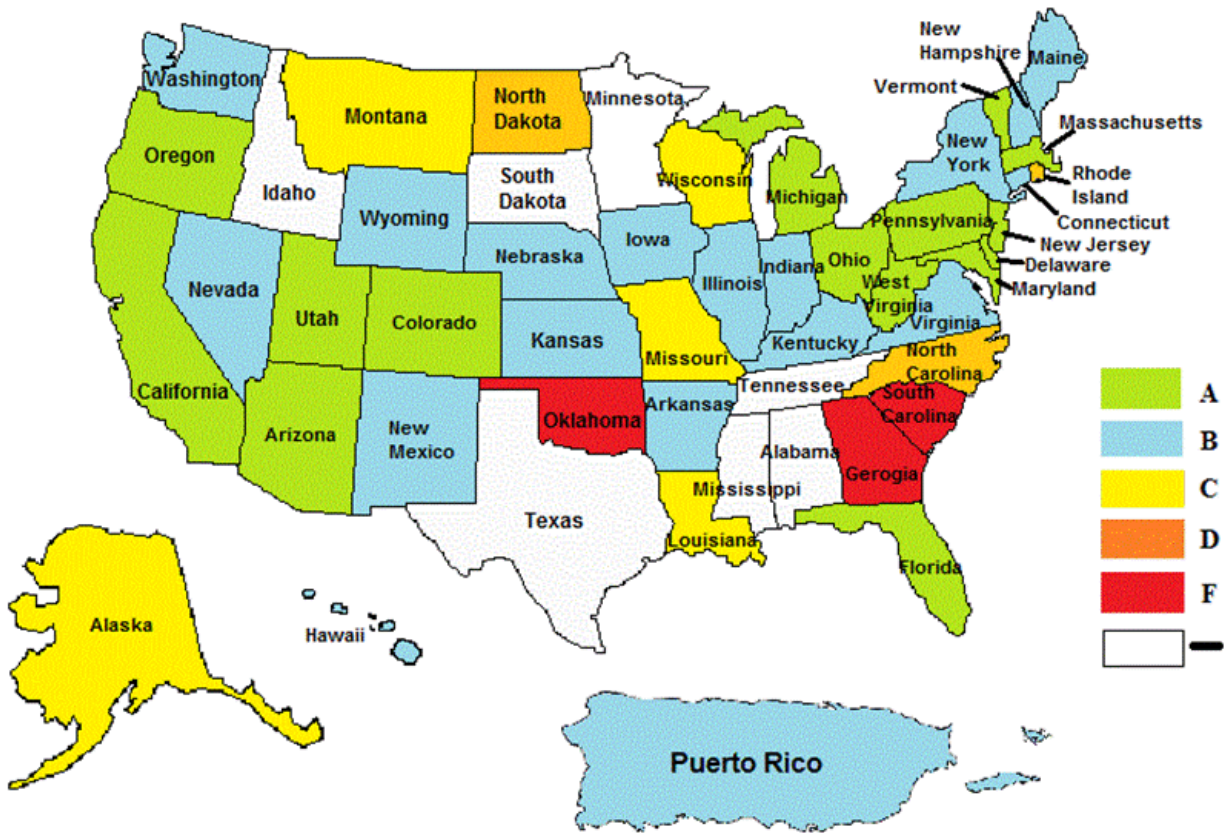 New
Hampshire
Maine
Washington
Vermont
Montana
North
Dakota
Minnesota
Massachusetts
Oregon
New
York
Idaho
South
Dakota
Wisconsin
Michigan
Rhode
Island
Wyoming
Pennsylvania
Connecticut
Iowa
New Jersey
Nebraska
Ohio
Delaware
Indiana
Nevada
Illinois
West
Virginia
Maryland
Utah
Colorado
Virginia
Kansas
Kentucky
North
Carolina
Missouri
California
Tennessee
A
South
Carolina
Arkansas
Oklahoma
Arizona
New
Mexico
B
Alabama
Gerogia
Mississippi
C
Texas
Louisiana
D
Florida
F
Alaska
Hawaii
Puerto Rico